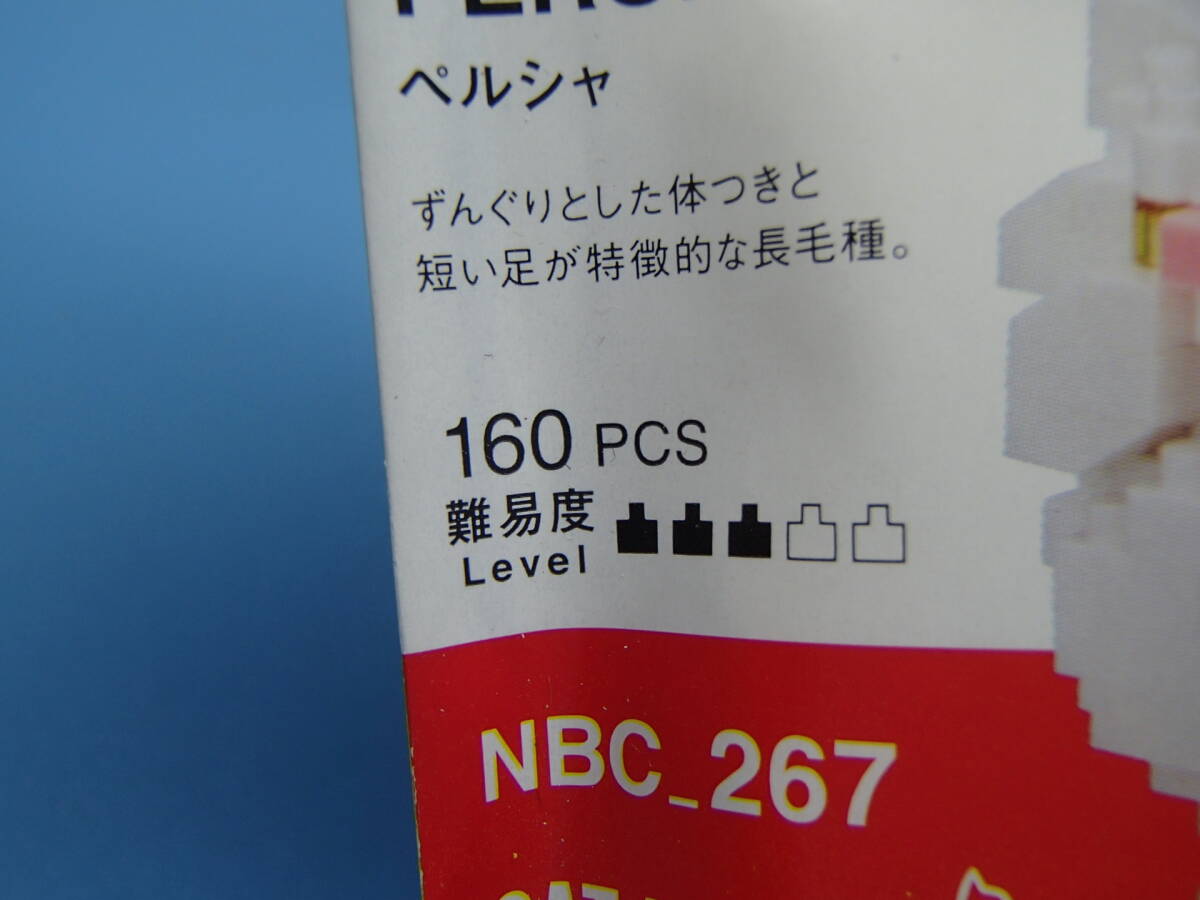 ペルシャ
ずんぐりとした体つきと
短い足が特徴的な長毛種。
160 PCS
難易度
Level
NBC_267
CAT